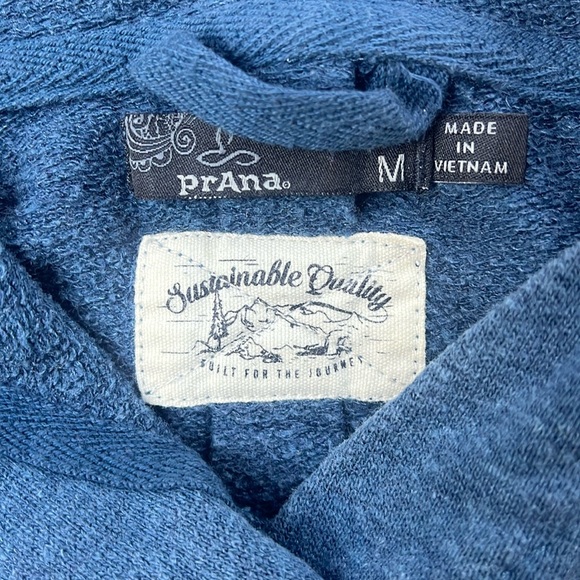 prAna®
M
MADE
IN
VIETNAM
Sustainable Quality
BUILT FOR THE JOURNEY